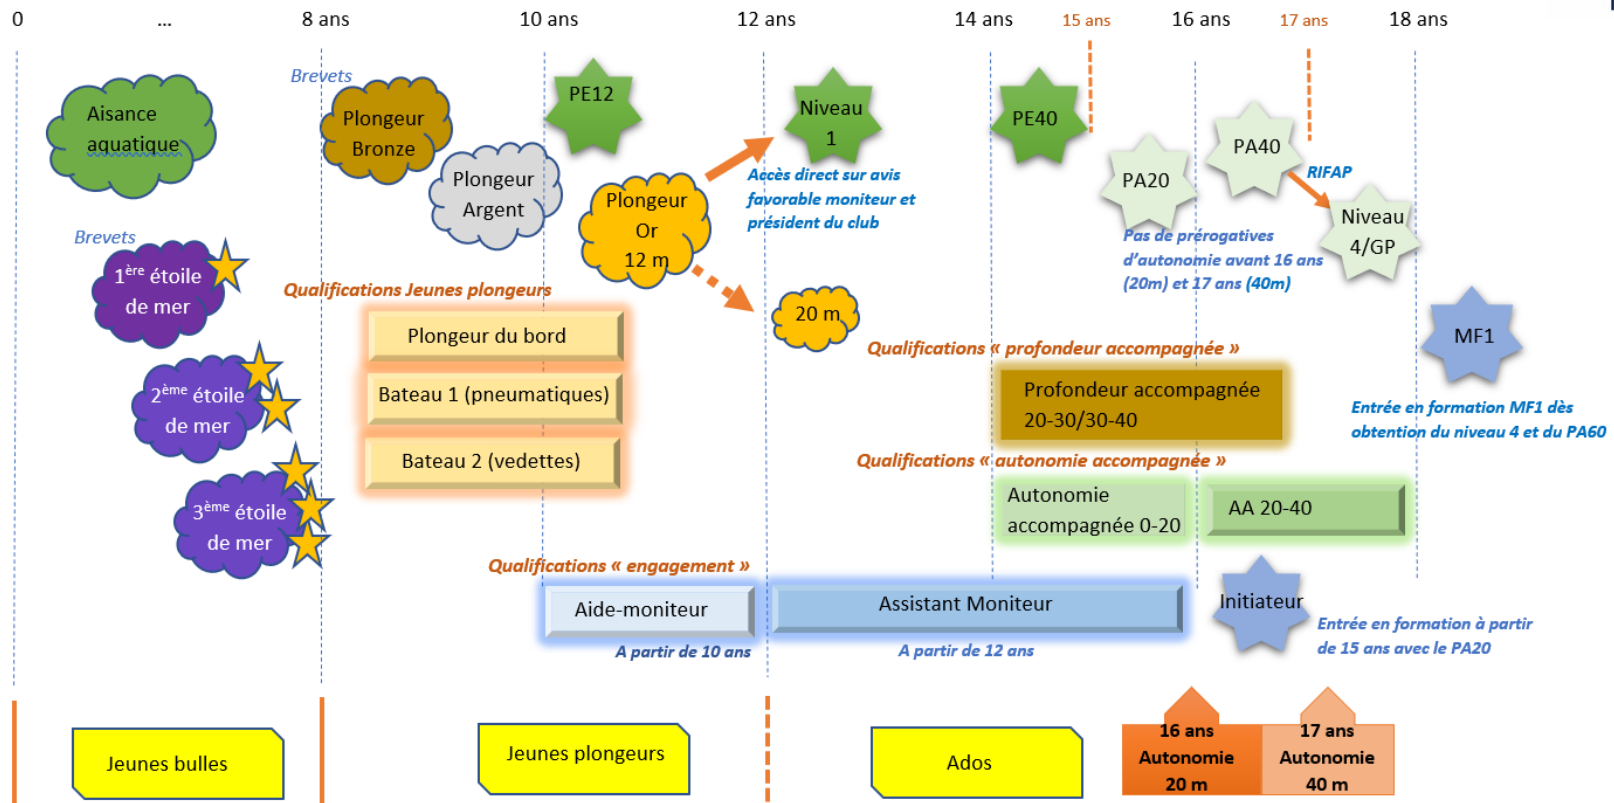 0
...
8 ans
10 ans
12 ans
14 ans
15 ans
16 ans
17 ans
18 ans
Aisance
aquatique
Brevets
Plongeur
Bronze
Plongeur
Argent
PE12
Plongeur
Or
12 m
Niveau
1
Accès direct sur avis
favorable moniteur et
président du club
20 m
PE40
PA20
PA40
RIFAP
Niveau
4/GP
Pas de prérogatives
d'autonomie avant 16 ans
(20m) et 17 ans (40m)
MF1
Entrée en formation MF1 dès
obtention du niveau 4 et du PA60
Brevets
1ère étoile
de mer
2ème étoile
de mer
3ème étoile
de mer
Qualifications Jeunes plongeurs
Plongeur du bord
Bateau 1 (pneumatiques)
Bateau 2 (vedettes)
Qualifications « profondeur accompagnée »
Profondeur accompagnée
20-30/30-40
Qualifications « autonomie accompagnée »
Autonomie
accompagnée 0-20
AA 20-40
Qualifications « engagement »
Aide-moniteur
Assistant Moniteur
A partir de 10 ans
A partir de 12 ans
Initiateur
Entrée en formation à partir
de 15 ans avec le PA20
Jeunes bulles
Jeunes plongeurs
Ados
16 ans
Autonomie
20 m
17 ans
Autonomie
40 m